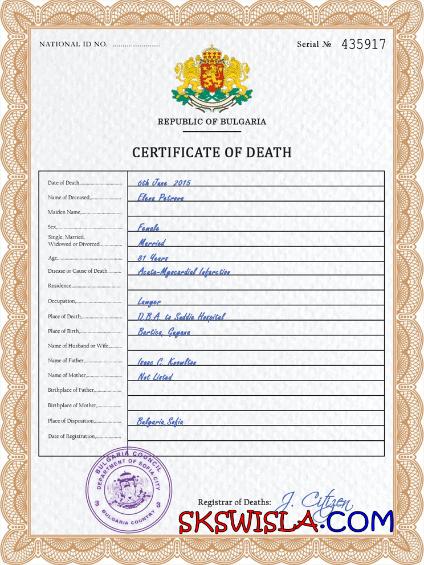 NATIONAL ID NO. ........................ Serial № 435917
REPUBLIC OF BULGARIA
CERTIFICATE OF DEATH
Date of Death 6th June 2015
Name of Deceased Elena Petrova
Maiden Name
Sex Female
Single, Married,
Widowed or Divorced Married
Age 81 Years
Disease or Cause of Death Acute-Myocardial Infarction
Residence
Occupation Lawyer
Place of Death D.B.A. to Suddie Hospital
Place of Birth Bartica, Guyana
Name of Husband or Wife
Name of Father Isaac C. Knowlton
Name of Mother Not Listed
Birthplace of Father
Birthplace of Mother
Place of Disposition Bulgaria, Sofia
Date of Registration
BULGARIA COUNCIL
DEPARTMENT OF SOFIA CITY
BULGARIA COUNTRY
Registrar of Deaths: J. Citizen
SKSWISLA.COM